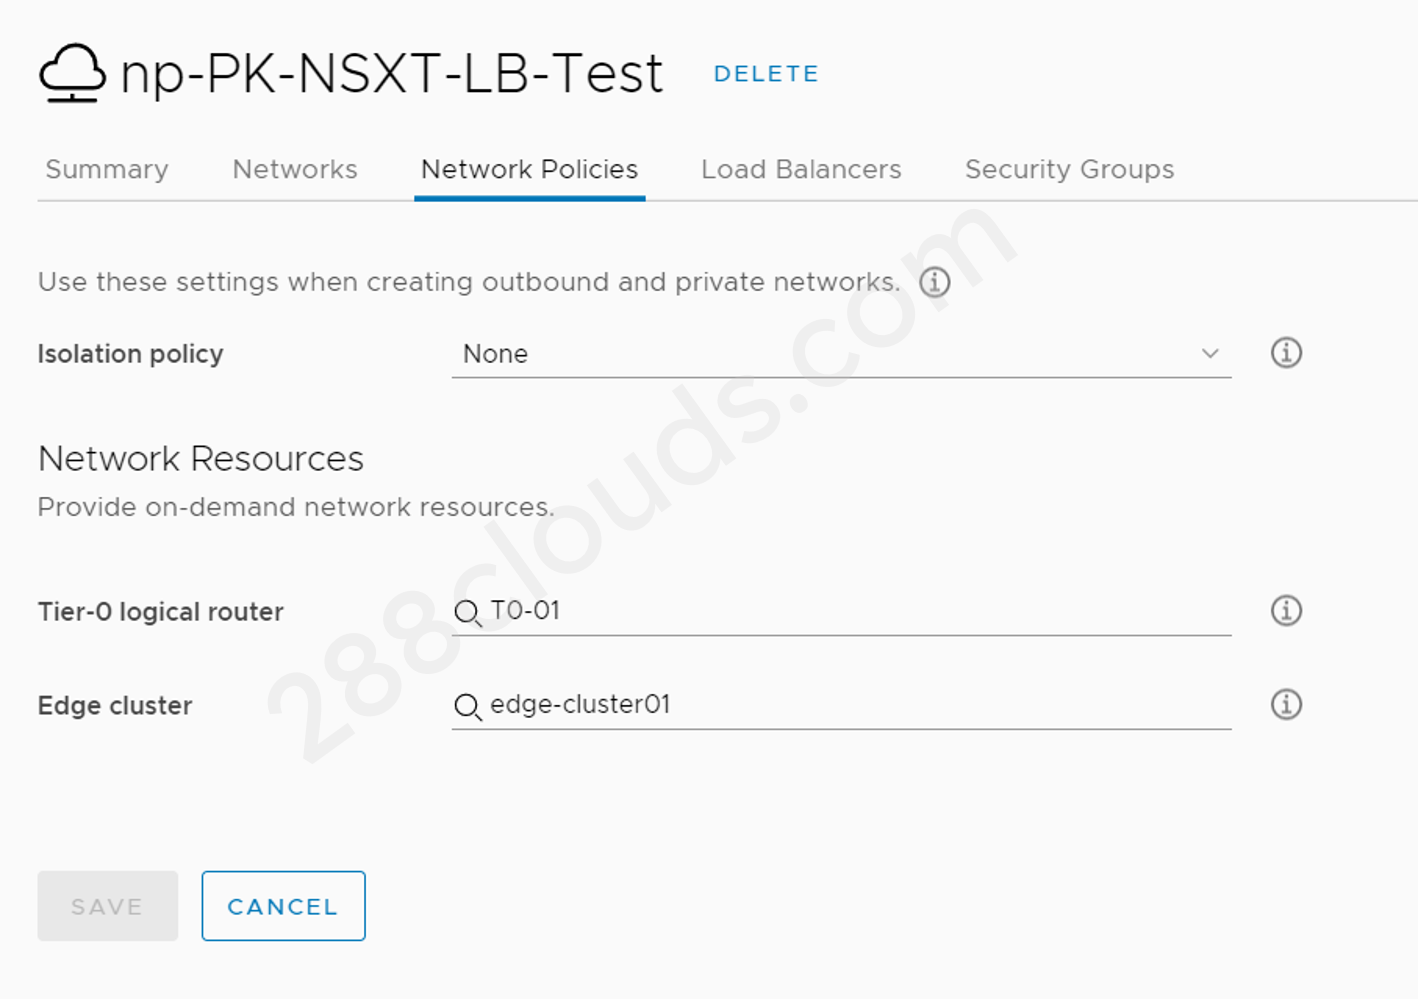 np-PK-NSXT-LB-Test DELETE
Summary Networks Network Policies Load Balancers Security Groups
Use these settings when creating outbound and private networks.
Isolation policy None
Network Resources
Provide on-demand network resources.
Tier-0 logical router T0-01
Edge cluster edge-cluster01
SAVE CANCEL
288clouds.com